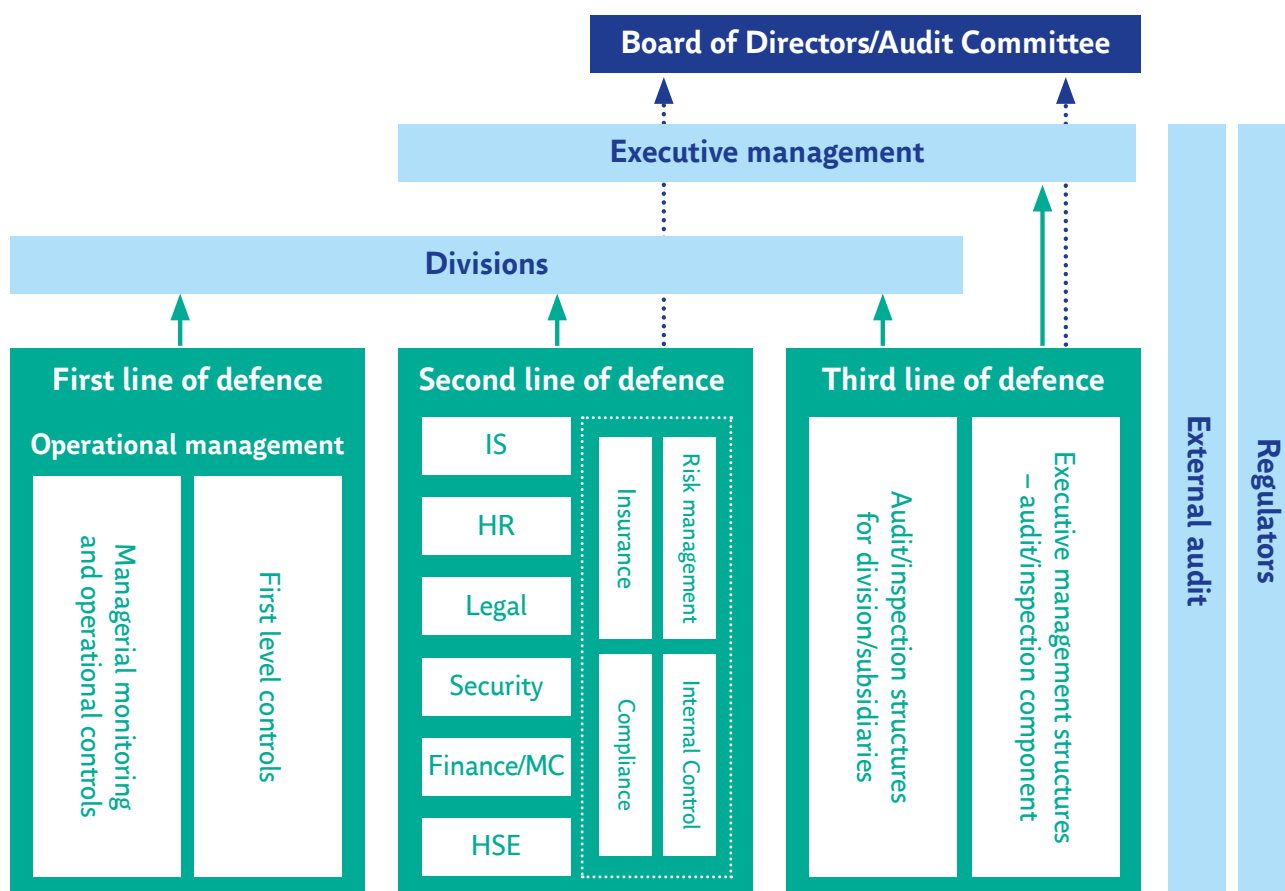 Board of Directors/Audit Committee
Executive management
Divisions
First line of defence
Operational management
Managerial monitoring
and operational controls
First level controls
Second line of defence
IS
HR
Legal
Security
Finance/MC
HSE
Insurance
Risk management
Compliance
Internal Control
Third line of defence
Audit/inspection structures
for division/subsidiaries
Executive management structures
– audit/inspection component
External audit
Regulators